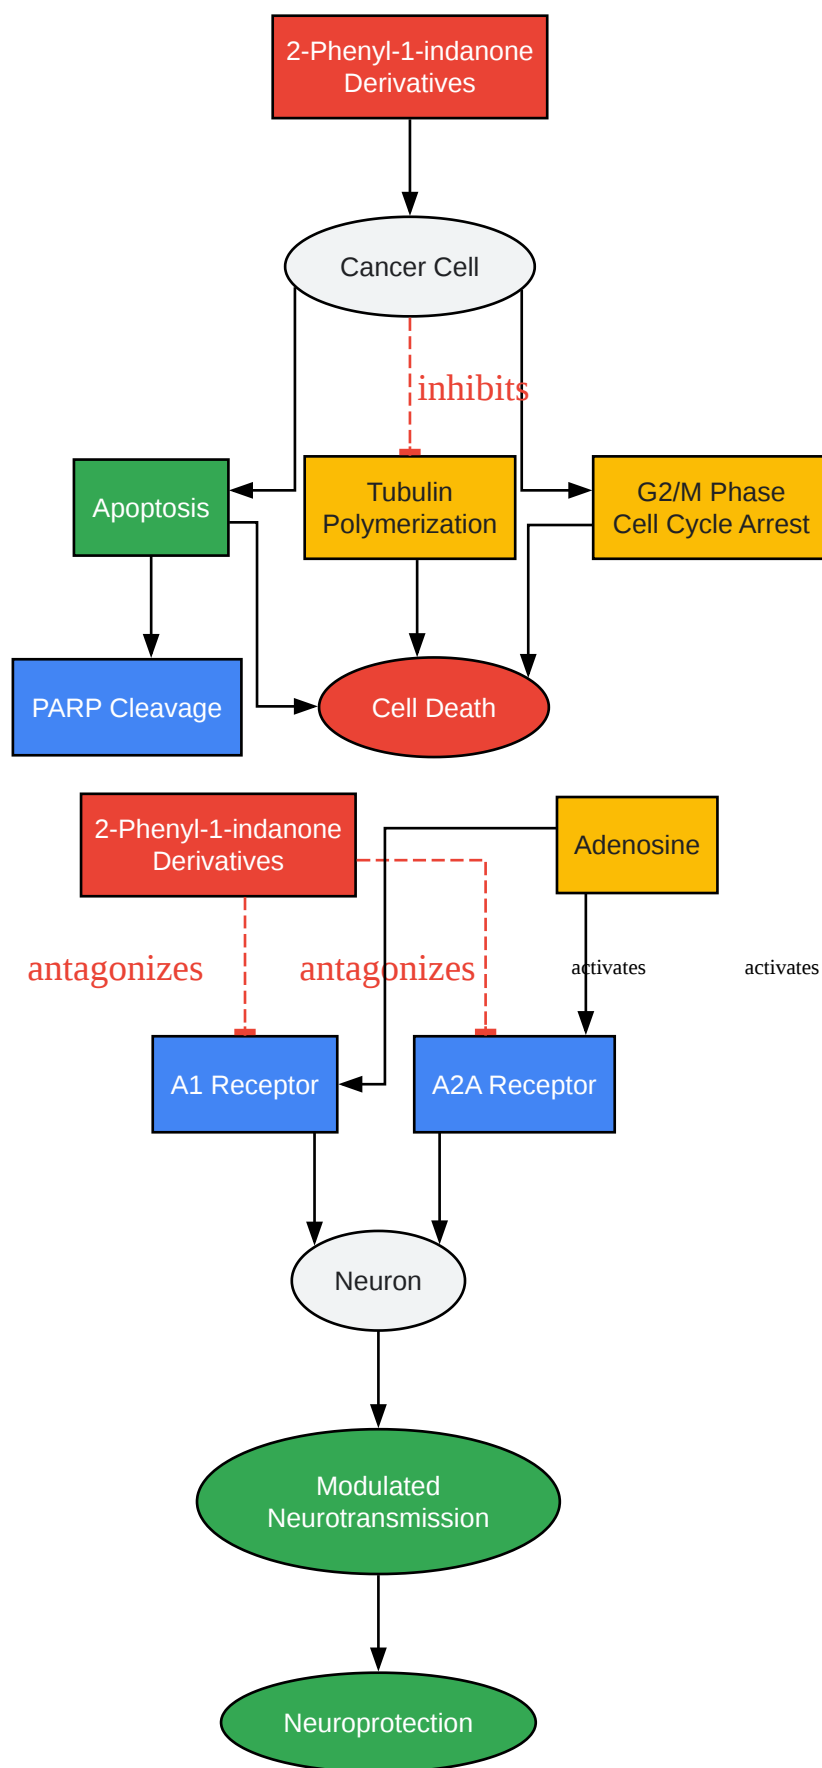 2-Phenyl-1-indanone
Derivatives
Cancer Cell
inhibits
Apoptosis
Tubulin
Polymerization
G2/M Phase
Cell Cycle Arrest
PARP Cleavage
Cell Death
2-Phenyl-1-indanone
Derivatives
Adenosine
antagonizes
antagonizes
activates
activates
A1 Receptor
A2A Receptor
Neuron
Modulated
Neurotransmission
Neuroprotection